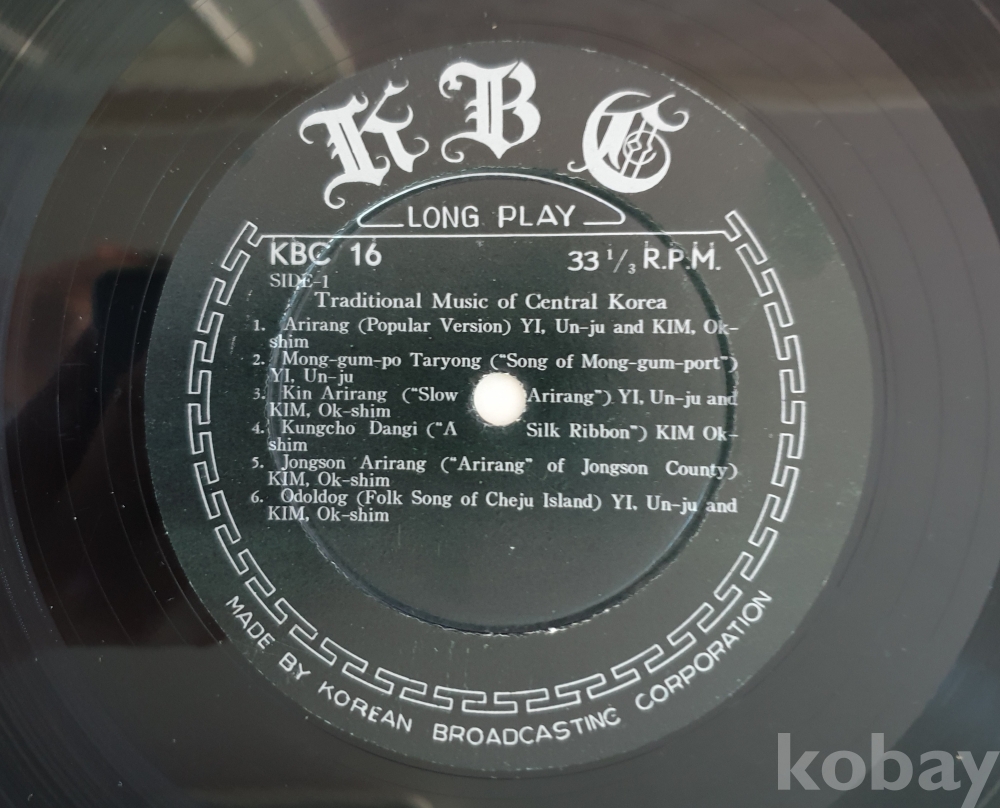 KBC
LONG PLAY
KBC 16
33 1/3 R.P.M.
SIDE-1
Traditional Music of Central Korea
1. Arirang (Popular Version) YI, Un-ju and KIM, Ok-
shim
2. Mong-gum-po Taryong ("Song of Mong-gum-port")
YI, Un-ju
3. Kin Arirang ("Slow Arirang") YI, Un-ju and
KIM, Ok-shim
4. Kungcho Dangi ("A Silk Ribbon") KIM Ok-
shim
5. Jongson Arirang ("Arirang" of Jongson County)
KIM, Ok-shim
6. Odoldog (Folk Song of Cheju Island) YI, Un-ju and
KIM, Ok-shim
MADE BY KOREAN BROADCASTING CORPORATION
kobay